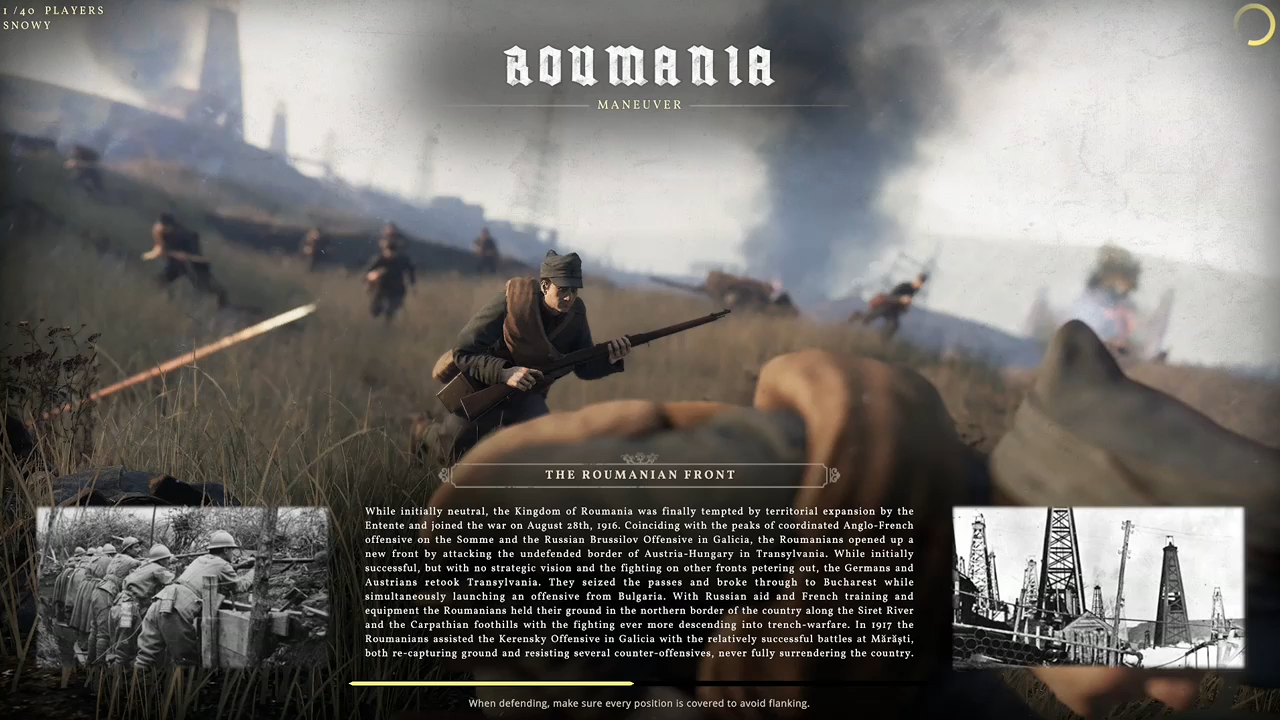 1 /40 PLAYERS
SNOWY
ROUMANIA
MANEUVER
THE ROUMANIAN FRONT
While initially neutral, the Kingdom of Roumania was finally tempted by territorial expansion by the
Entente and joined the war on August 28th, 1916. Coinciding with the peaks of coordinated Anglo-French
offensive on the Somme and the Russian Brussilov Offensive in Galicia, the Roumanians opened up a
new front by attacking the undefended border of Austria-Hungary in Transylvania. While initially
successful, but with no strategic vision and the fighting on other fronts petering out, the Germans and
Austrians retook Transylvania. They seized the passes and broke through to Bucharest while
simultaneously launching an offensive from Bulgaria. With Russian aid and French training and
equipment the Roumanians held their ground in the northern border of the country along the Siret River
and the Carpathian foothills with the fighting ever more descending into trench-warfare. In 1917 the
Roumanians assisted the Kerensky Offensive in Galicia with the relatively successful battles at Mărăști,
both re-capturing ground and resisting several counter-offensives, never fully surrendering the country.
When defending, make sure every position is covered to avoid flanking.